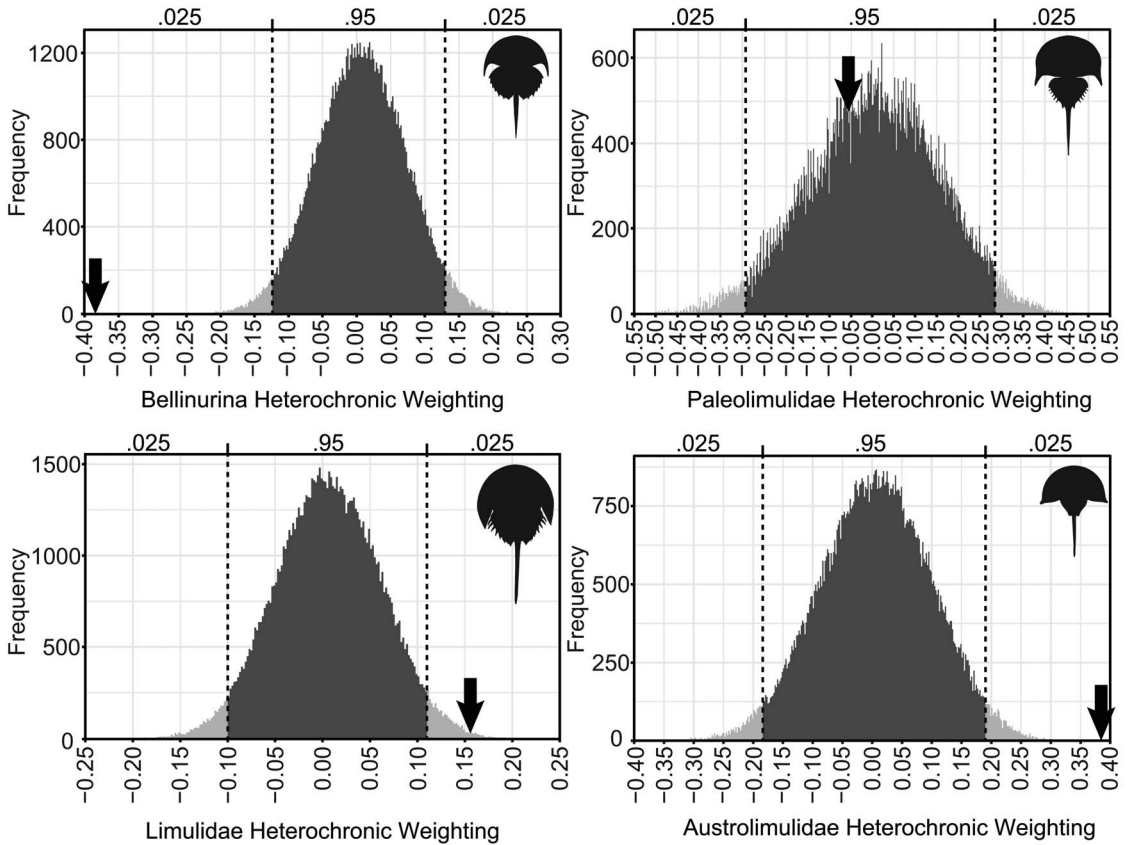 .025 .95 .025
1200
800
400
0
Frequency
−0.40 −0.35 −0.30 −0.25 −0.20 −0.15 −0.10 −0.05 0.00 0.05 0.10 0.15 0.20 0.25 0.30
Bellinurina Heterochronic Weighting
.025 .95 .025
600
400
200
0
Frequency
−0.55 −0.50 −0.45 −0.40 −0.35 −0.30 −0.25 −0.20 −0.15 −0.10 −0.05 0.00 0.05 0.10 0.15 0.20 0.25 0.30 0.35 0.40 0.45 0.50 0.55
Paleolimulidae Heterochronic Weighting
.025 .95 .025
1500
1000
500
0
Frequency
−0.25 −0.20 −0.15 −0.10 −0.05 0.00 0.05 0.10 0.15 0.20 0.25
Limulidae Heterochronic Weighting
.025 .95 .025
750
500
250
0
Frequency
−0.40 −0.35 −0.30 −0.25 −0.20 −0.15 −0.10 −0.05 0.00 0.05 0.10 0.15 0.20 0.25 0.30 0.35 0.40
Austrolimulidae Heterochronic Weighting